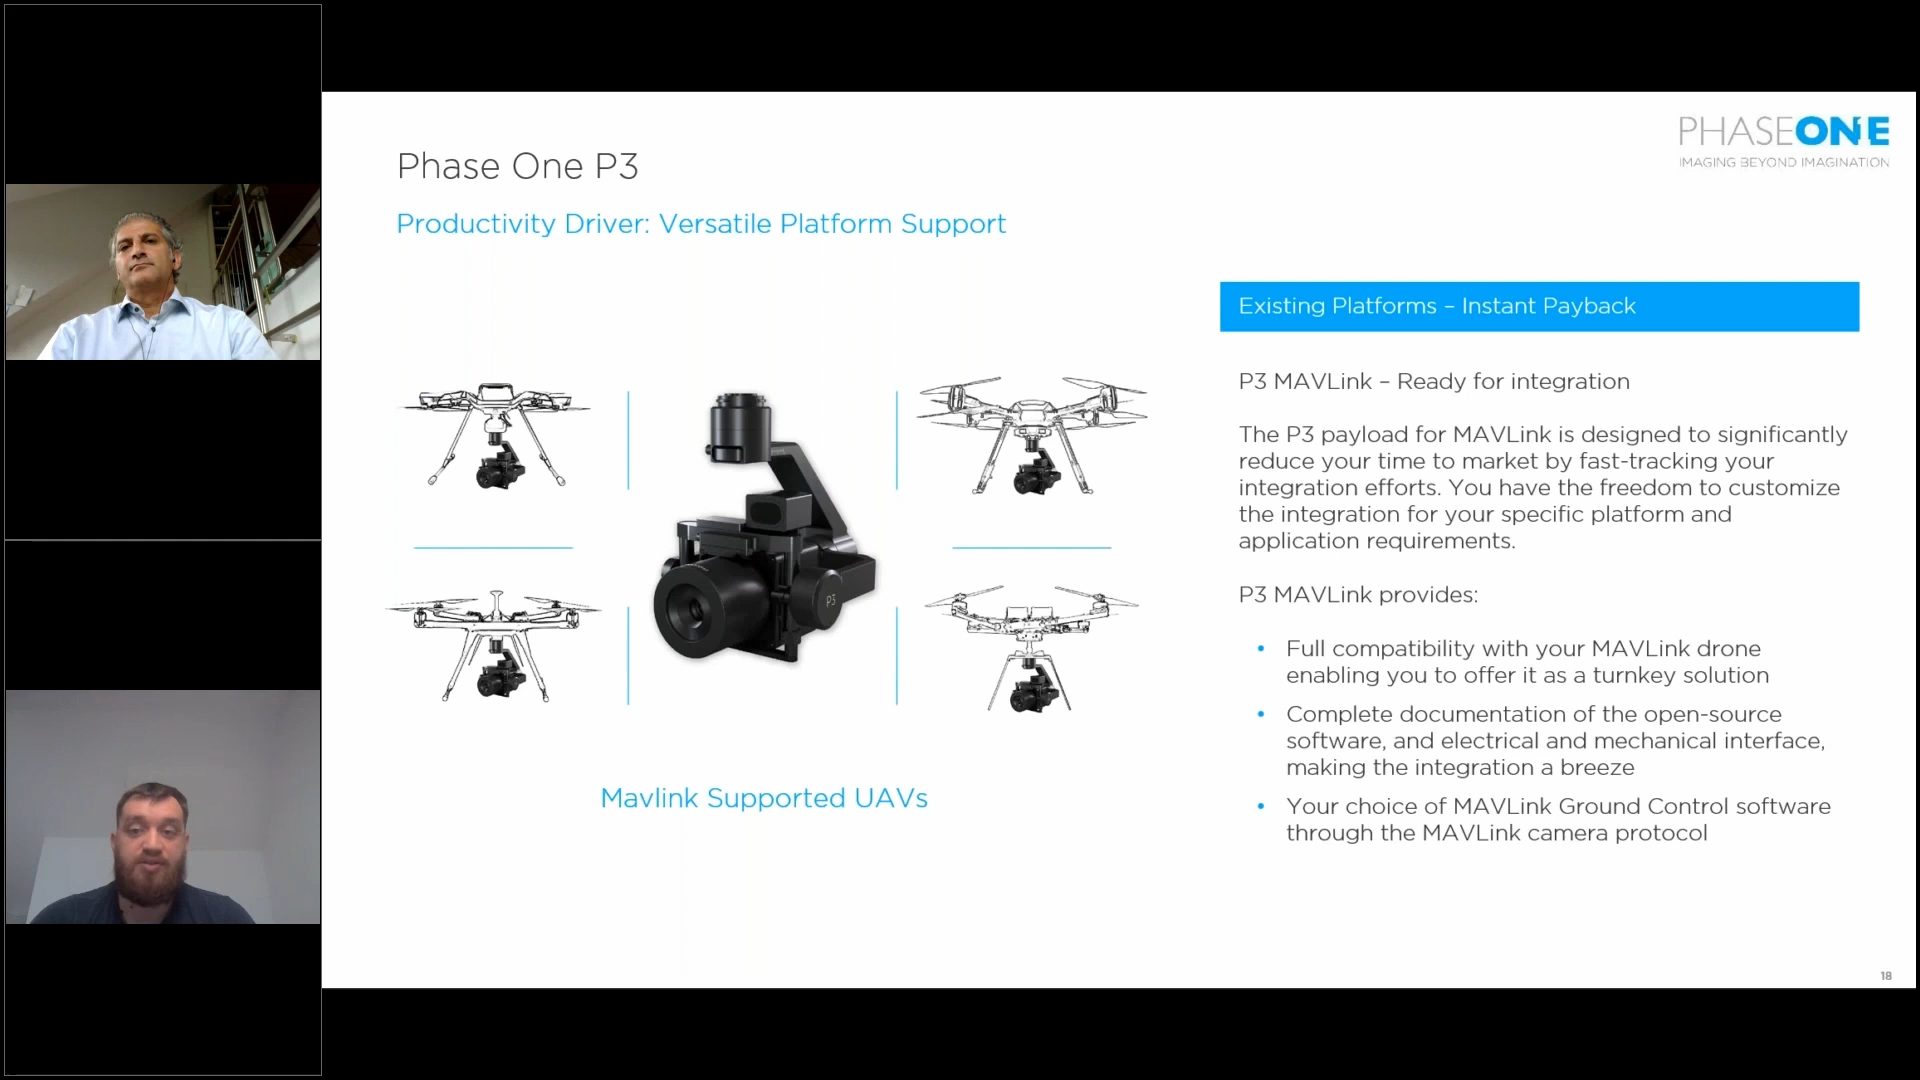 PHASEONE
IMAGING BEYOND IMAGINATION
Phase One P3
Productivity Driver: Versatile Platform Support
Existing Platforms – Instant Payback
P3 MAVLink – Ready for integration
The P3 payload for MAVLink is designed to significantly
reduce your time to market by fast-tracking your
integration efforts. You have the freedom to customize
the integration for your specific platform and
application requirements.
P3 MAVLink provides:
• Full compatibility with your MAVLink drone
enabling you to offer it as a turnkey solution
• Complete documentation of the open-source
software, and electrical and mechanical interface,
making the integration a breeze
• Your choice of MAVLink Ground Control software
through the MAVLink camera protocol
P3
Mavlink Supported UAVs
18